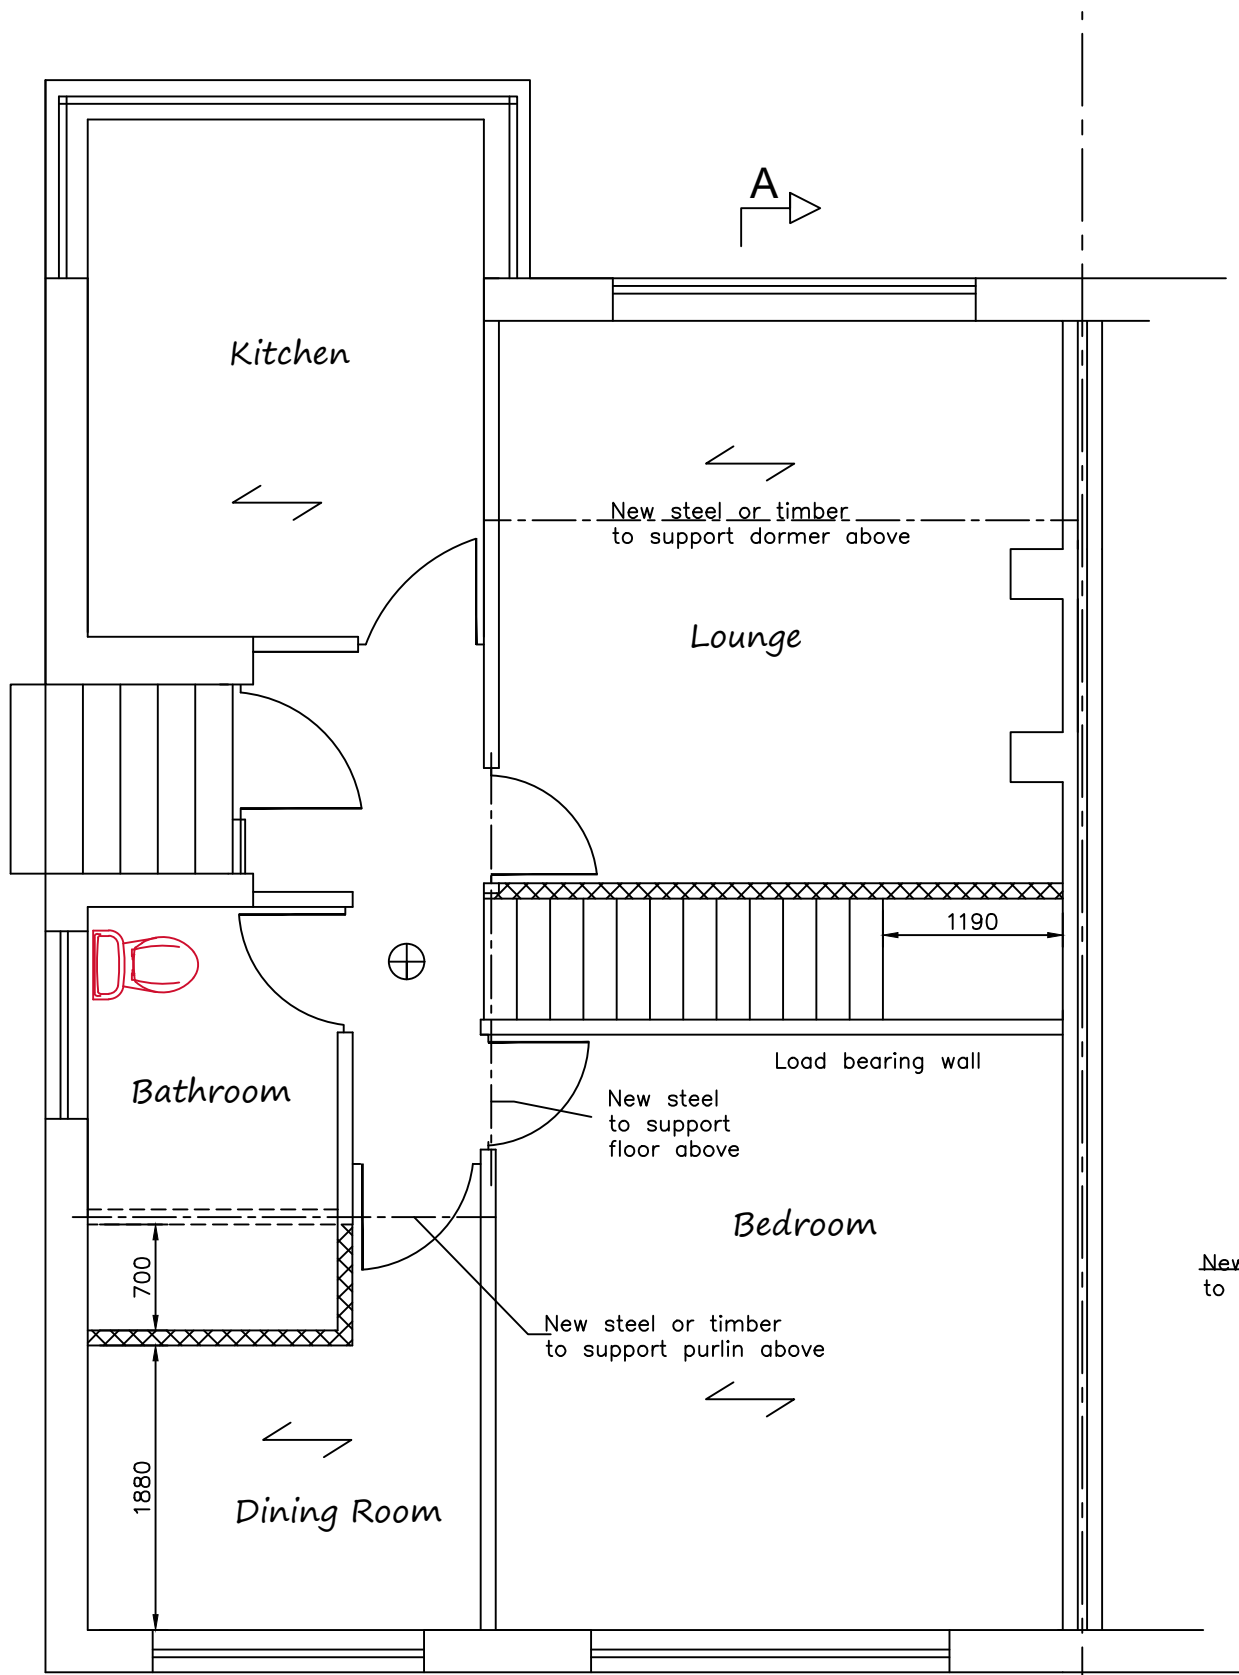 A
Kitchen
New steel or timber
to support dormer above
Lounge
1190
Load bearing wall
Bathroom
New steel
to support
floor above
Bedroom
700
New
to
New steel or timber
to support purlin above
1880
Dining Room